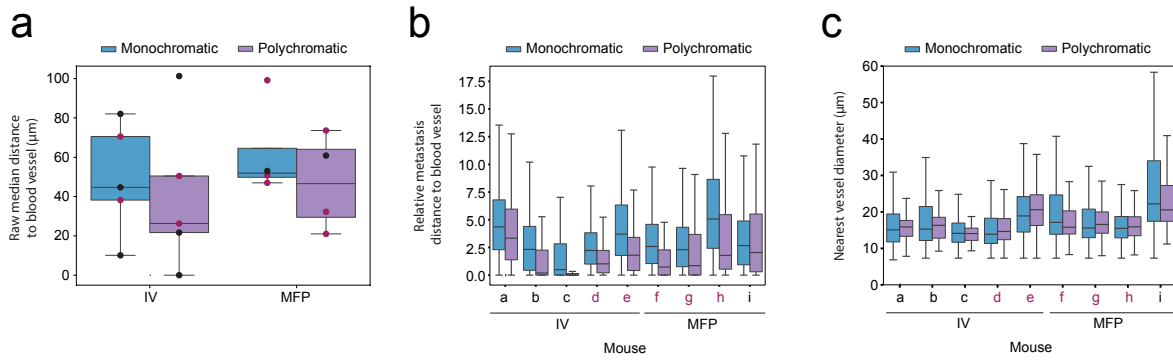 a
Monochromatic Polychromatic
Raw median distance
to blood vessel (µm)
100
80
60
40
20
0
IV MFP
b
Monochromatic Polychromatic
Relative metastasis
distance to blood vessel
17.5
15.0
12.5
10.0
7.5
5.0
2.5
0.0
a b c d e f g h i
IV MFP
Mouse
c
Monochromatic Polychromatic
Nearest vessel diameter (µm)
60
50
40
30
20
10
0
a b c d e f g h i
IV MFP
Mouse